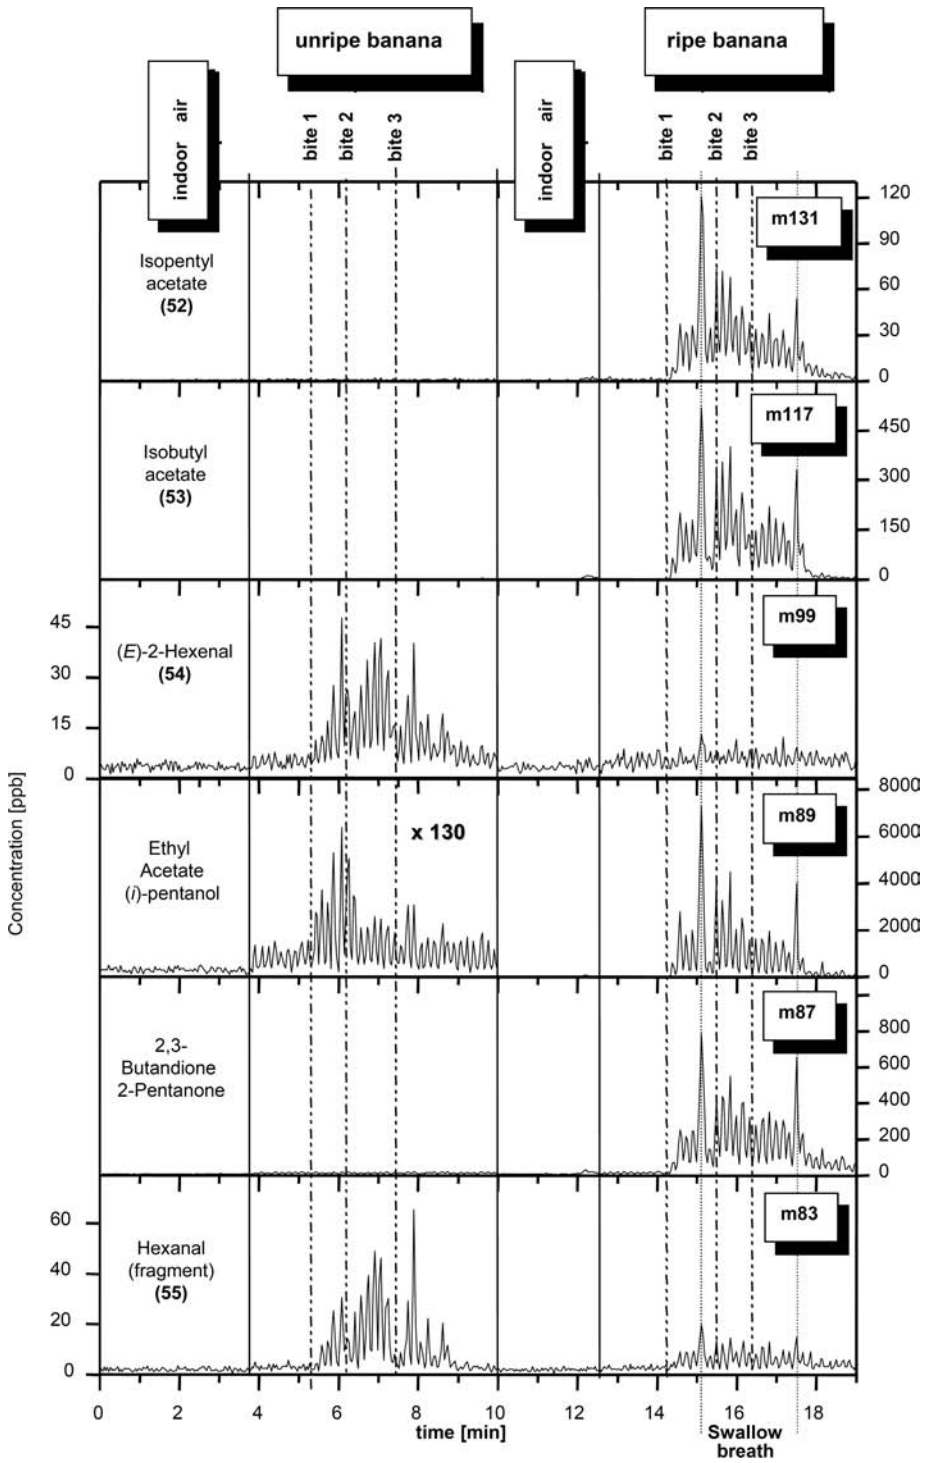 unripe banana
ripe banana
indoor air
bite 1
bite 2
bite 3
indoor air
bite 1
bite 2
bite 3
Isopentyl
acetate
(52)
m131
120
90
60
30
0
Isobutyl
acetate
(53)
m117
450
300
150
0
(E)-2-Hexenal
(54)
m99
45
30
15
0
Concentration [ppb]
Ethyl
Acetate
(i)-pentanol
x 130
m89
8000
6000
4000
2000
0
2,3-
Butandione
2-Pentanone
m87
800
600
400
200
0
Hexanal
(fragment)
(55)
m83
60
40
20
0
0 2 4 6 8 10 12 14 16 18
time [min]
Swallow
breath